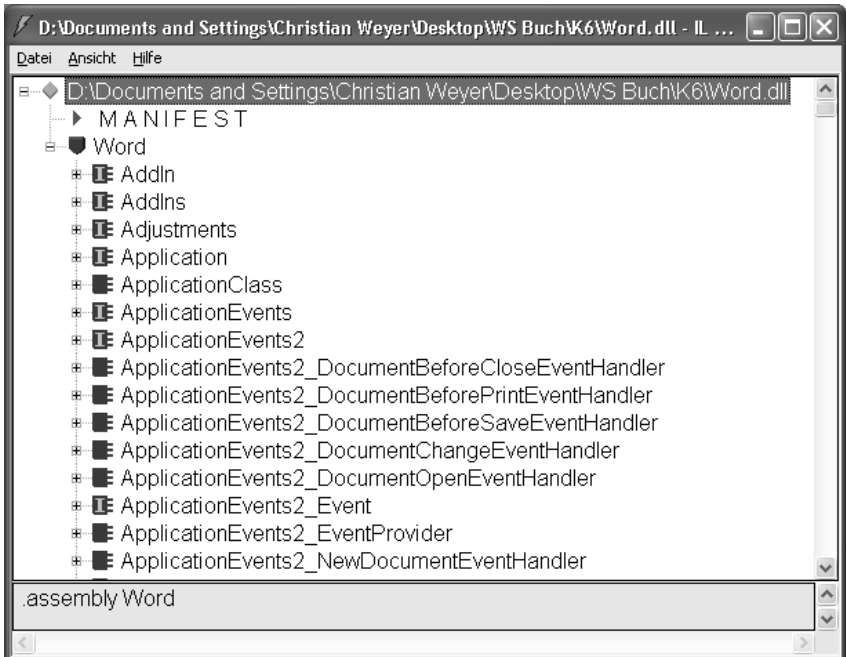 D:\Documents and Settings\Christian Weyer\Desktop\WS Buch\K6\Word.dll - IL ...
Datei Ansicht Hilfe
D:\Documents and Settings\Christian Weyer\Desktop\WS Buch\K6\Word.dll
M A N I F E S T
Word
AddIn
AddIns
Adjustments
Application
ApplicationClass
ApplicationEvents
ApplicationEvents2
ApplicationEvents2_DocumentBeforeCloseEventHandler
ApplicationEvents2_DocumentBeforePrintEventHandler
ApplicationEvents2_DocumentBeforeSaveEventHandler
ApplicationEvents2_DocumentChangeEventHandler
ApplicationEvents2_DocumentOpenEventHandler
ApplicationEvents2_Event
ApplicationEvents2_EventProvider
ApplicationEvents2_NewDocumentEventHandler
.assembly Word